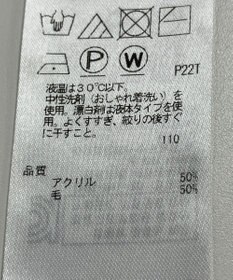 P W
P22T
液温は30℃以下、
中性洗剤(おしゃれ着洗い)を
使用。漂白剤は液体タイプを使
用。よくすすぎ、絞りの後すぐ
に干すこと。
110
品質
アクリル 50%
毛 50%